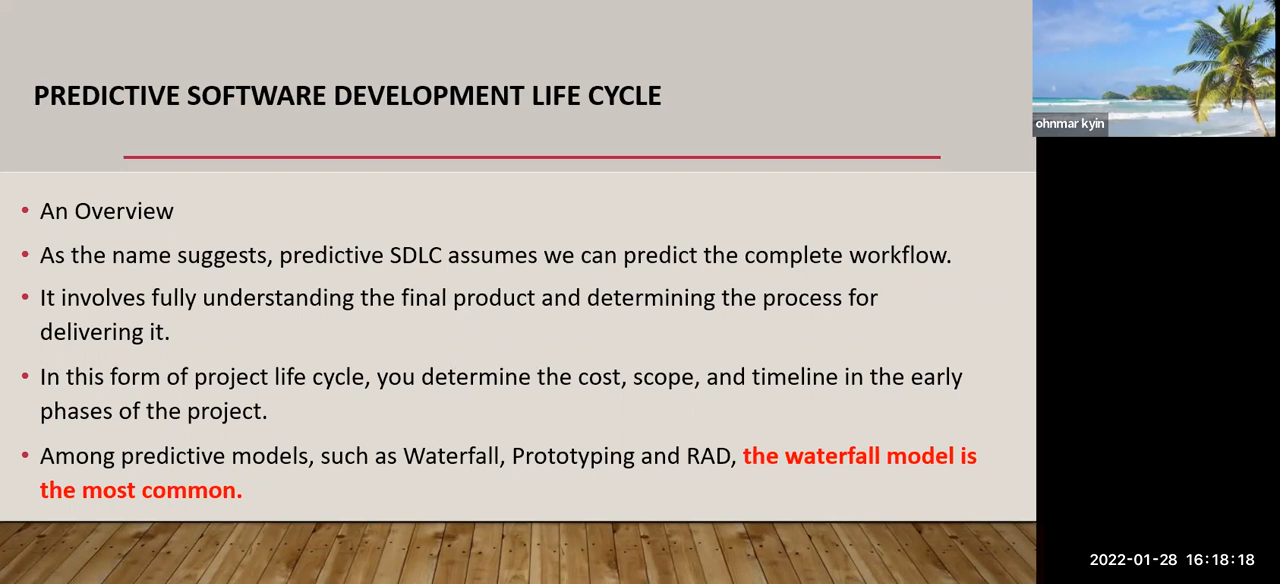 PREDICTIVE SOFTWARE DEVELOPMENT LIFE CYCLE
ohnmar kyin
• An Overview
• As the name suggests, predictive SDLC assumes we can predict the complete workflow.
• It involves fully understanding the final product and determining the process for
delivering it.
• In this form of project life cycle, you determine the cost, scope, and timeline in the early
phases of the project.
• Among predictive models, such as Waterfall, Prototyping and RAD, the waterfall model is
the most common.
2022-01-28 16:18:18